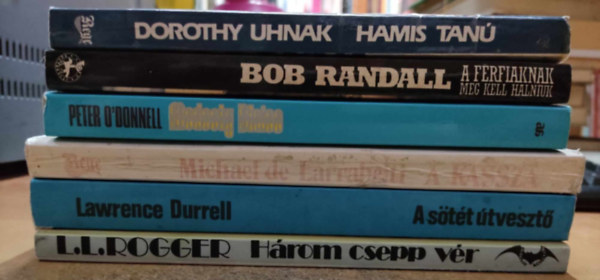 DOROTHY UHNAK HAMIS TANÚ
BOB RANDALL A FÉRFIAKNAK
MEG KELL HALNIUK
PETER O'DONNELL Modesty Blaise
Michael de Larrabeiti A KASSZA
Lawrence Durrell A sötét útvesztő
L.L.ROGGER Három csepp vér